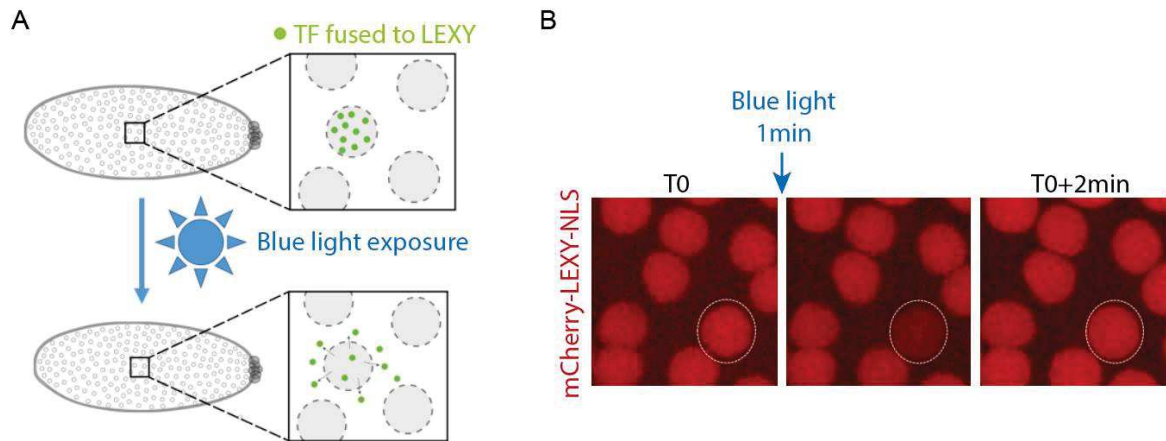 A
TF fused to LEXY
Blue light exposure
B
Blue light
1min
T0
T0+2min
mCherry-LEXY-NLS